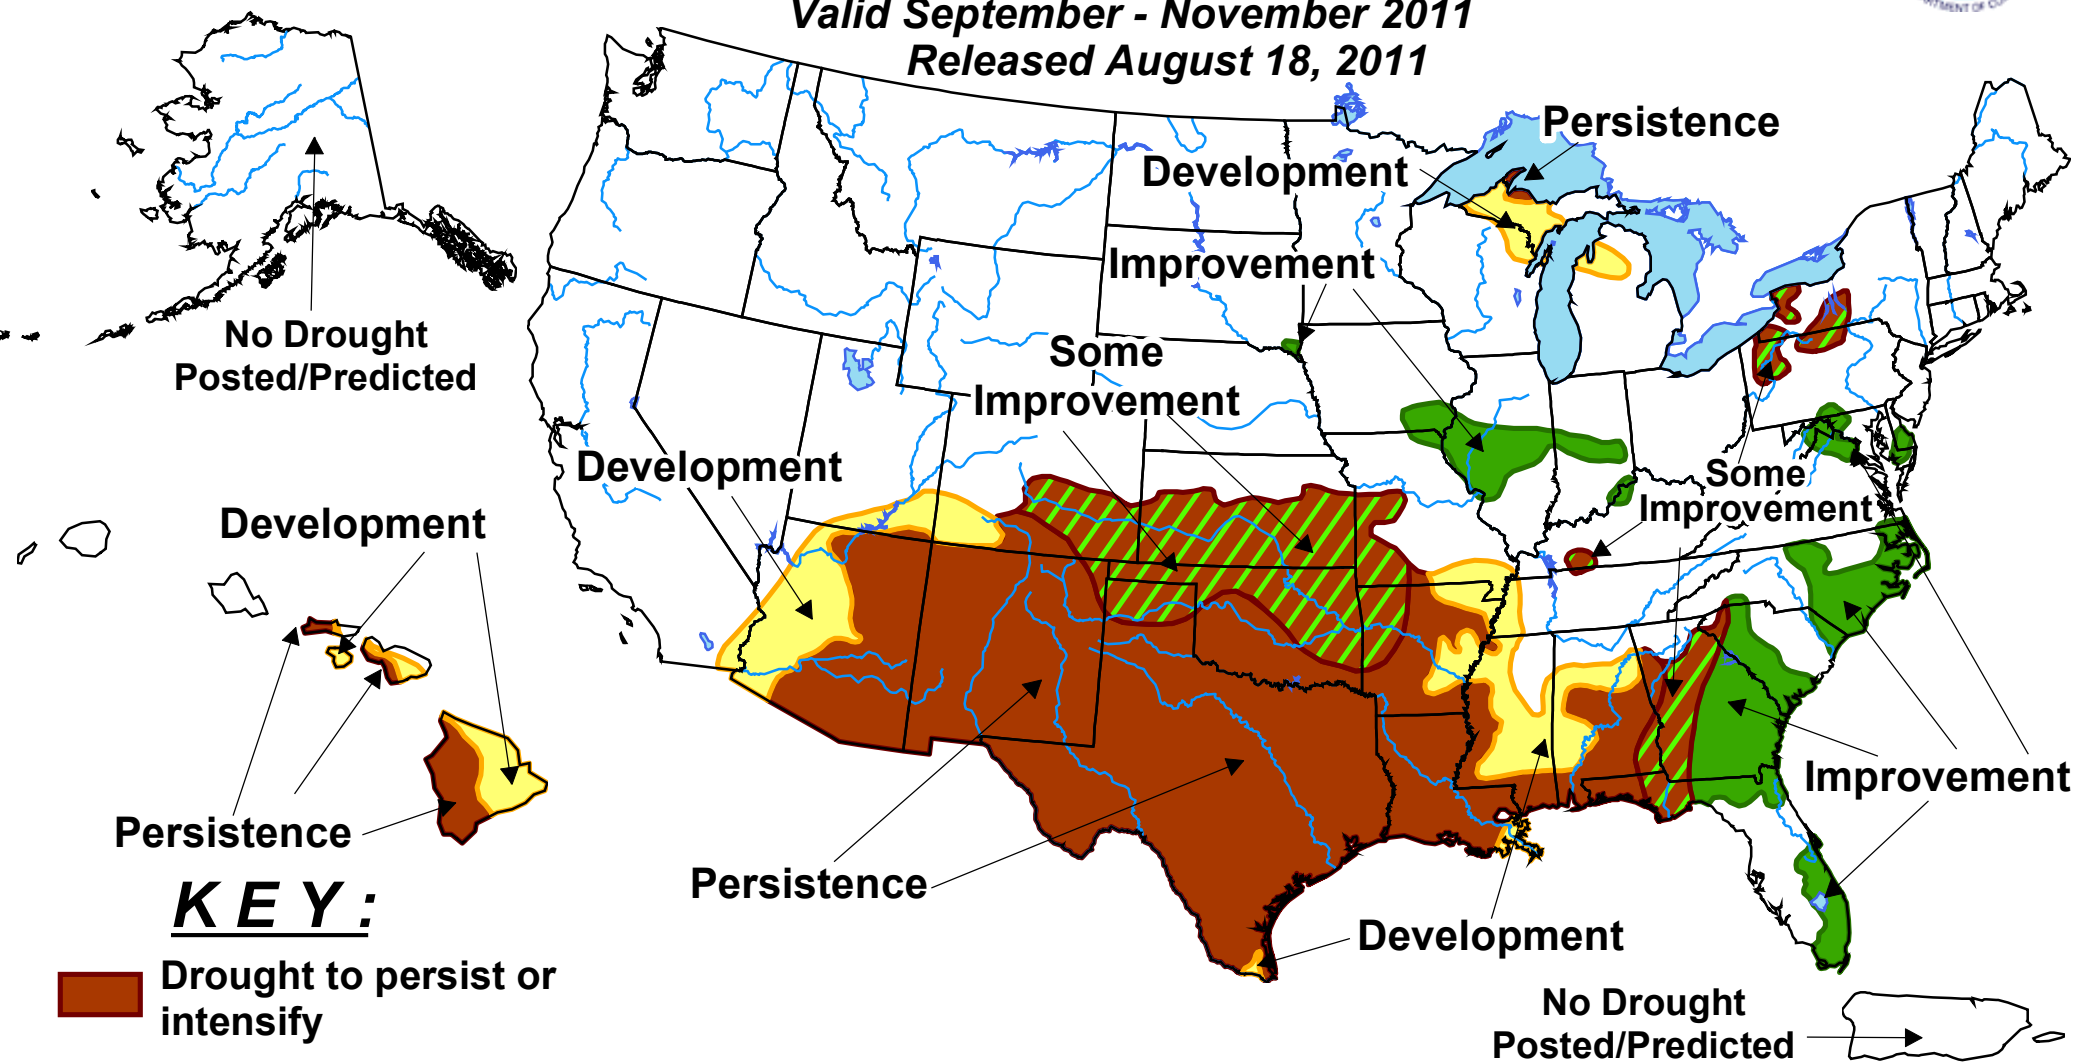 Valid September - November 2011
Released August 18, 2011
Persistence
Development
Improvement
No Drought
Posted/Predicted
Some
Improvement
Development
Some
Improvement
Development
Improvement
Persistence
Persistence
Development
KEY:
Drought to persist or
intensify
No Drought
Posted/Predicted